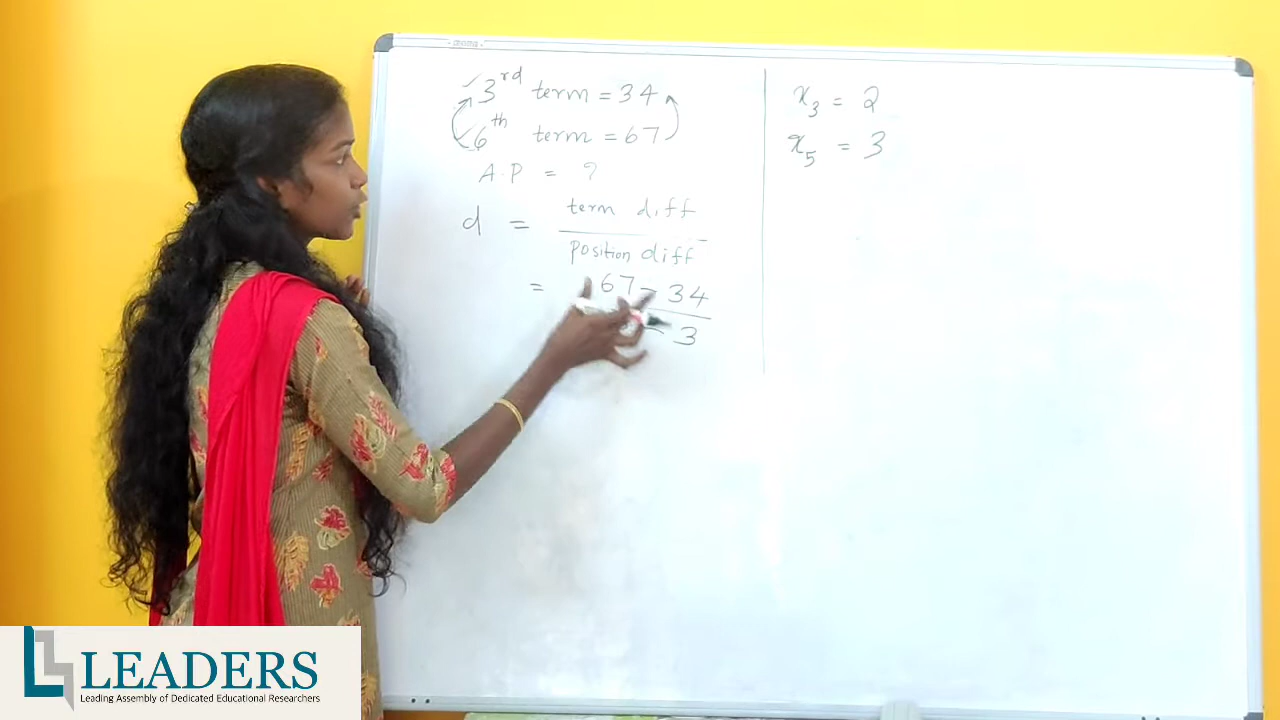 3rd term = 34
6th term = 67
A.P = ?
d = term diff
position diff
= 67 - 34
- 3
x3 = 2
x5 = 3
LEADERS
Leading Assembly of Dedicated Educational Researchers